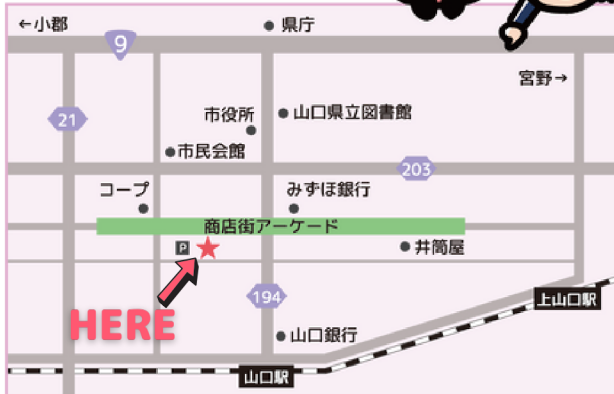 ←小郡
県庁
9
宮野→
21
市役所
山口県立図書館
市民会館
203
コープ
みずほ銀行
商店街アーケード
P
井筒屋
194
上山口駅
HERE
山口銀行
山口駅